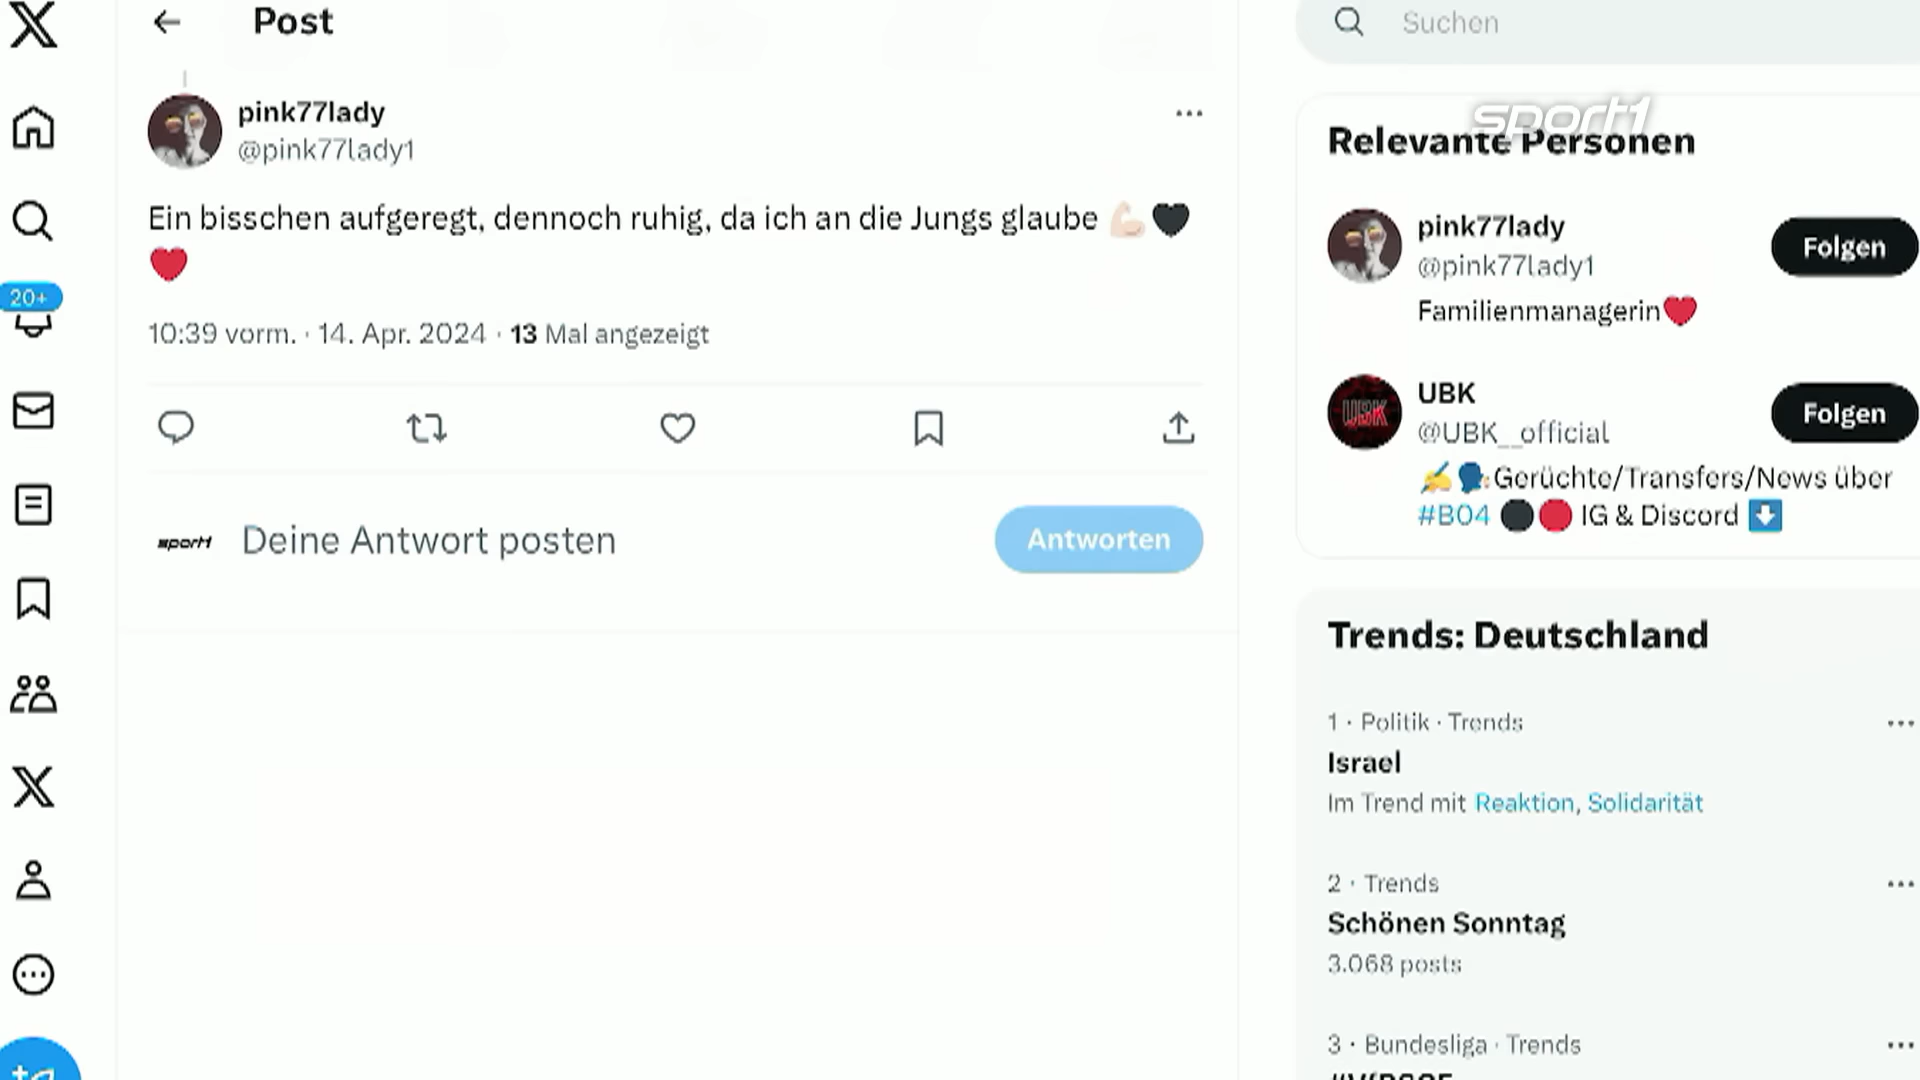 Post
Suchen
sport1
pink77lady
@pink77lady1
Ein bisschen aufgeregt, dennoch ruhig, da ich an die Jungs glaube 💪🏻🖤
❤️
10:39 vorm. · 14. Apr. 2024 · 13 Mal angezeigt
20+
sport1
Deine Antwort posten
Antworten
Relevante Personen
pink77lady
@pink77lady1
Folgen
Familienmanagerin❤️
UBK
UBK
@UBK__official
Folgen
✍️🗣️Gerüchte/Transfers/News über
#B04 ⚫🔴 IG & Discord ⬇️
Trends: Deutschland
1 · Politik · Trends
Israel
Im Trend mit Reaktion, Solidarität
2 · Trends
Schönen Sonntag
3.068 posts
3 · Bundesliga · Trends